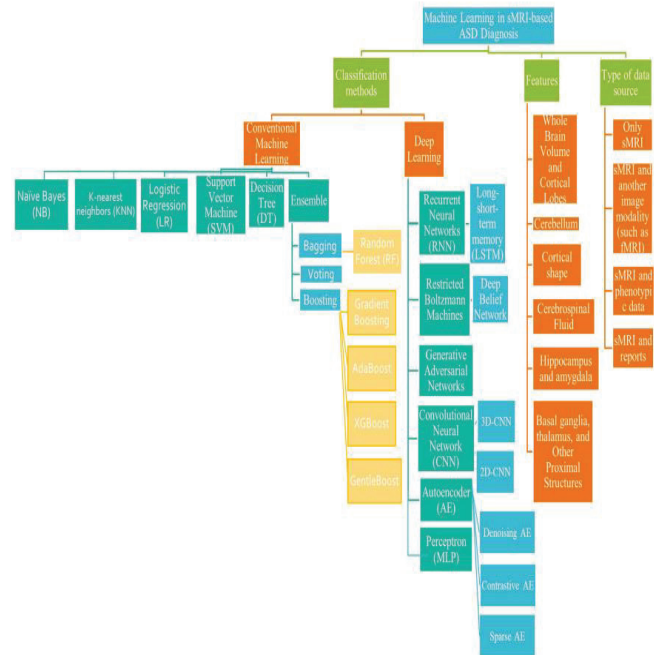 Machine Learning in sMRI-based
ASD Diagnosis
Classification
methods
Features
Type of data
source
Conventional
Machine
Learning
Deep
Learning
Naïve Bayes
(NB)
K-nearest
neighbors (KNN)
Logistic
Regression
(LR)
Support
Vector
Machine
(SVM)
Decision
Tree
(DT)
Ensemble
Bagging
Random
Forest (RF)
Voting
Boosting
Gradient
Boosting
AdaBoost
XGBoost
GentleBoost
Recurrent
Neural
Networks
(RNN)
Long-
short-
term
memory
(LSTM)
Restricted
Boltzmann
Machines
Deep
Belief
Network
Generative
Adversarial
Networks
Convolutional
Neural
Network
(CNN)
3D-CNN
2D-CNN
Autoencoder
(AE)
Denoising AE
Contrastive
AE
Sparse AE
Perceptron
(MLP)
Whole
Brain
Volume
and
Cortical
Lobes
Cerebellum
Cortical
shape
Cerebrospinal
Fluid
Hippocampus
and amygdala
Basal ganglia,
thalamus, and
Other
Proximal
Structures
Only
sMRI
sMRI and
another
image
modality
(such as
fMRI)
sMRI and
phenotypi
c data
sMRI and
reports